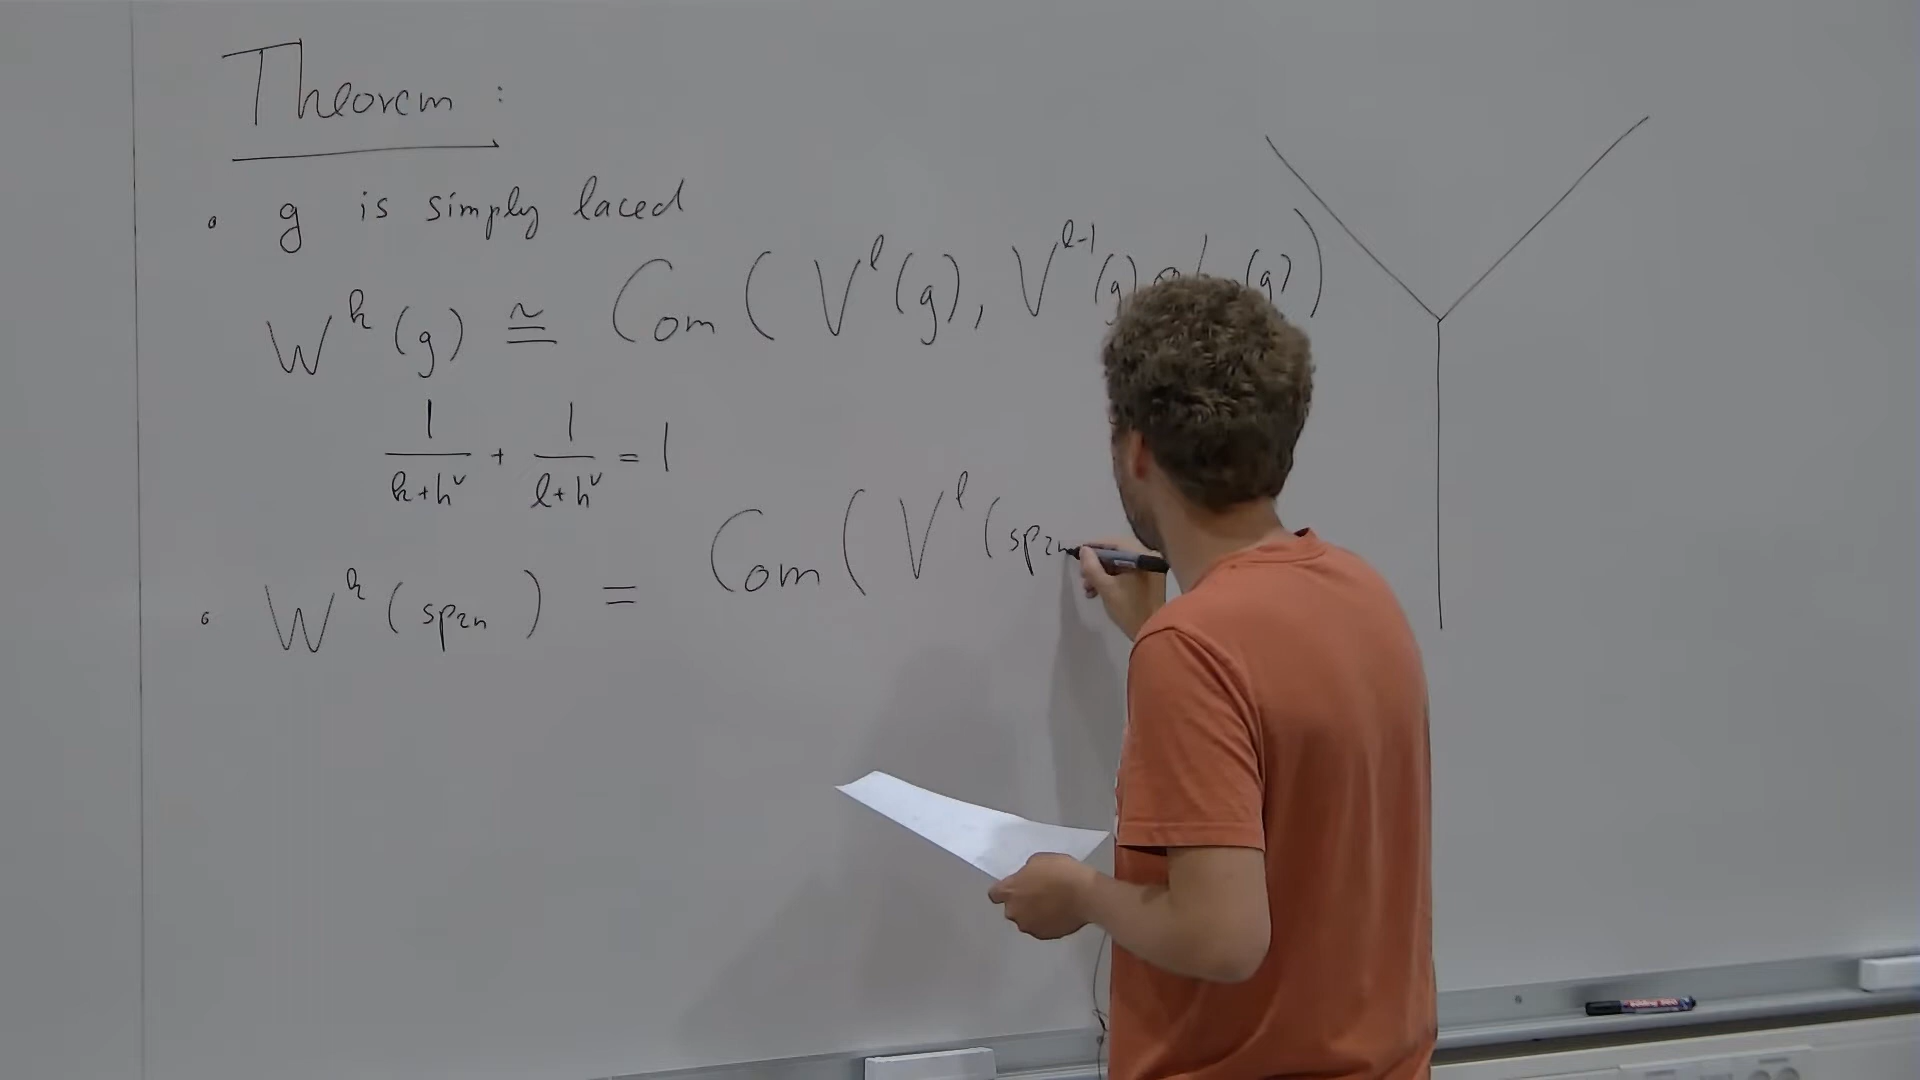 Theorem :
• g is simply laced
W^k (g) ≅ Com ( V^l (g), V^{l-1} (g) (g) )
1/(k+h^v) + 1/(l+h^v) = 1
• W^k ( sp_{2n} ) = Com ( V^l ( sp_{2n}